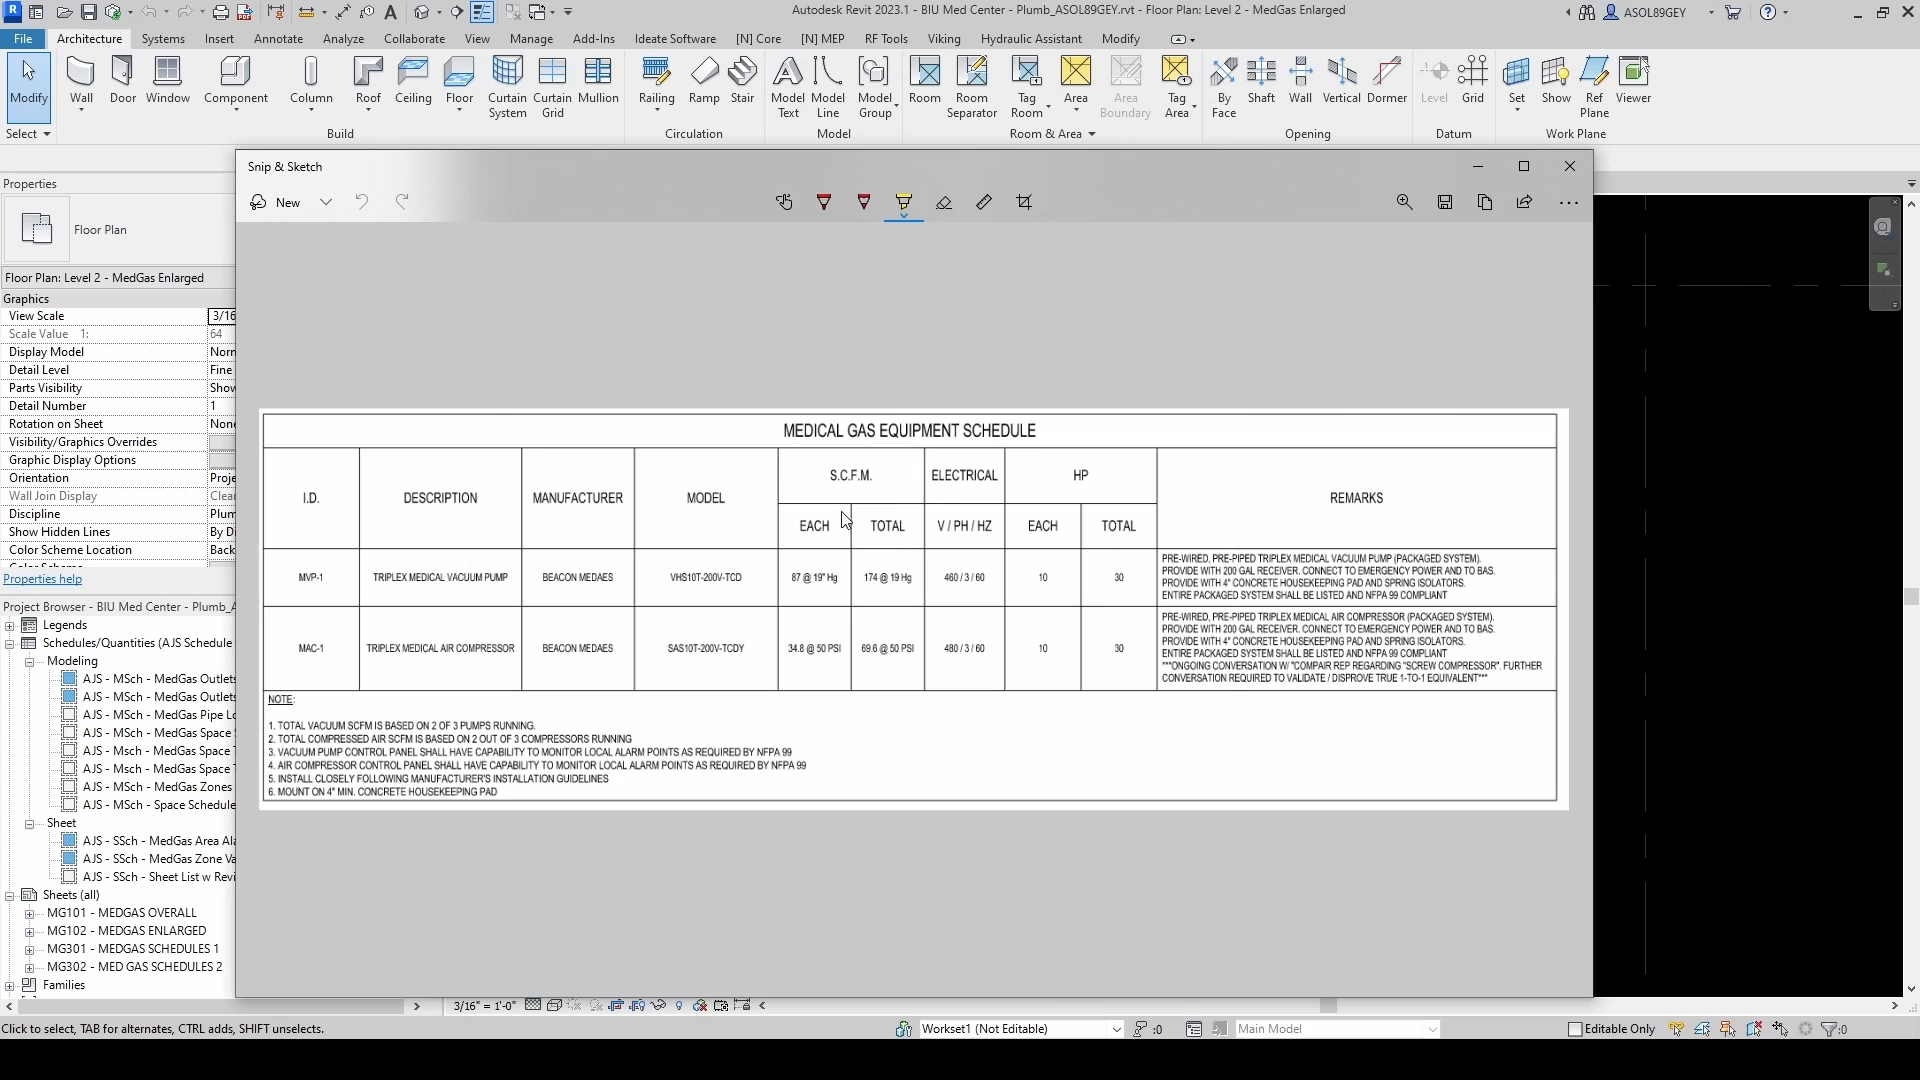 Autodesk Revit 2023.1 - BIU Med Center - Plumb_ASOL89GEY.rvt - Floor Plan: Level 2 - MedGas Enlarged
ASOL89GEY
File Architecture Systems Insert Annotate Analyze Collaborate View Manage Add-Ins Ideate Software [N] Core [N] MEP RF Tools Viking Hydraulic Assistant Modify
Modify Wall Door Window Component Column Roof Ceiling Floor Curtain System Curtain Grid Mullion Railing Ramp Stair Model Text Model Line Model Group Room Room Separator Tag Room Area Area Boundary Tag Area By Face Shaft Wall Vertical Dormer Level Grid Set Show Ref Plane Viewer
Select Build Circulation Model Room & Area Opening Datum Work Plane
Snip & Sketch
New
Properties
Floor Plan
Floor Plan: Level 2 - MedGas Enlarged
Graphics
View Scale 3/16
Scale Value 1: 64
Display Model Norn
Detail Level Fine
Parts Visibility Show
Detail Number 1
Rotation on Sheet None
Visibility/Graphics Overrides
Graphic Display Options
Orientation Proje
Wall Join Display Clear
Discipline Plum
Show Hidden Lines By Di
Color Scheme Location Back
Properties help
Project Browser - BIU Med Center - Plumb_A
Legends
Schedules/Quantities (AJS Schedule
Modeling
AJS - MSch - MedGas Outlets
AJS - MSch - MedGas Outlets
AJS - MSch - MedGas Pipe Lo
AJS - MSch - MedGas Space
AJS - Msch - MedGas Space T
AJS - Msch - MedGas Space T
AJS - MSch - MedGas Zones
AJS - MSch - Space Schedule
Sheet
AJS - SSch - MedGas Area Ala
AJS - SSch - MedGas Zone Va
AJS - SSch - Sheet List w Revi
Sheets (all)
MG101 - MEDGAS OVERALL
MG102 - MEDGAS ENLARGED
MG301 - MEDGAS SCHEDULES 1
MG302 - MED GAS SCHEDULES 2
Families
MEDICAL GAS EQUIPMENT SCHEDULE
I.D. DESCRIPTION MANUFACTURER MODEL S.C.F.M. ELECTRICAL HP REMARKS
EACH TOTAL V / PH / HZ EACH TOTAL
MVP-1 TRIPLEX MEDICAL VACUUM PUMP BEACON MEDAES VHS10T-200V-TCD 87 @ 19" Hg 174 @ 19 Hg 460 / 3 / 60 10 30
PRE-WIRED, PRE-PIPED TRIPLEX MEDICAL VACUUM PUMP (PACKAGED SYSTEM).
PROVIDE WITH 200 GAL RECEIVER. CONNECT TO EMERGENCY POWER AND TO BAS.
PROVIDE WITH 4" CONCRETE HOUSEKEEPING PAD AND SPRING ISOLATORS.
ENTIRE PACKAGED SYSTEM SHALL BE LISTED AND NFPA 99 COMPLIANT
MAC-1 TRIPLEX MEDICAL AIR COMPRESSOR BEACON MEDAES SAS10T-200V-TCDY 34.8 @ 50 PSI 69.6 @ 50 PSI 480 / 3 / 60 10 30
PRE-WIRED, PRE-PIPED TRIPLEX MEDICAL AIR COMPRESSOR (PACKAGED SYSTEM).
PROVIDE WITH 200 GAL RECEIVER. CONNECT TO EMERGENCY POWER AND TO BAS.
PROVIDE WITH 4" CONCRETE HOUSEKEEPING PAD AND SPRING ISOLATORS.
ENTIRE PACKAGED SYSTEM SHALL BE LISTED AND NFPA 99 COMPLIANT
***ONGOING CONVERSATION W/ "COMPAIR REP REGARDING "SCREW COMPRESSOR". FURTHER
CONVERSATION REQUIRED TO VALIDATE / DISPROVE TRUE 1-TO-1 EQUIVALENT***
NOTE:
1. TOTAL VACUUM SCFM IS BASED ON 2 OF 3 PUMPS RUNNING.
2. TOTAL COMPRESSED AIR SCFM IS BASED ON 2 OUT OF 3 COMPRESSORS RUNNING
3. VACUUM PUMP CONTROL PANEL SHALL HAVE CAPABILITY TO MONITOR LOCAL ALARM POINTS AS REQUIRED BY NFPA 99
4. AIR COMPRESSOR CONTROL PANEL SHALL HAVE CAPABILITY TO MONITOR LOCAL ALARM POINTS AS REQUIRED BY NFPA 99
5. INSTALL CLOSELY FOLLOWING MANUFACTURER'S INSTALLATION GUIDELINES
6. MOUNT ON 4" MIN. CONCRETE HOUSEKEEPING PAD
3/16" = 1'-0"
Click to select, TAB for alternates, CTRL adds, SHIFT unselects.
Workset1 (Not Editable) :0 Main Model Editable Only :0